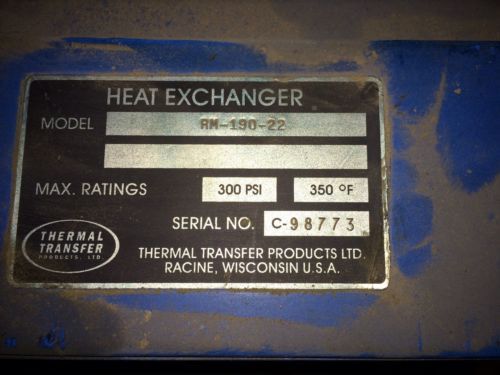 HEAT EXCHANGER
MODEL RM-190-22
MAX. RATINGS 300 PSI 350 °F
SERIAL NO. C-98773
THERMAL
TRANSFER
PRODUCTS, LTD.
THERMAL TRANSFER PRODUCTS LTD.
RACINE, WISCONSIN U.S.A.